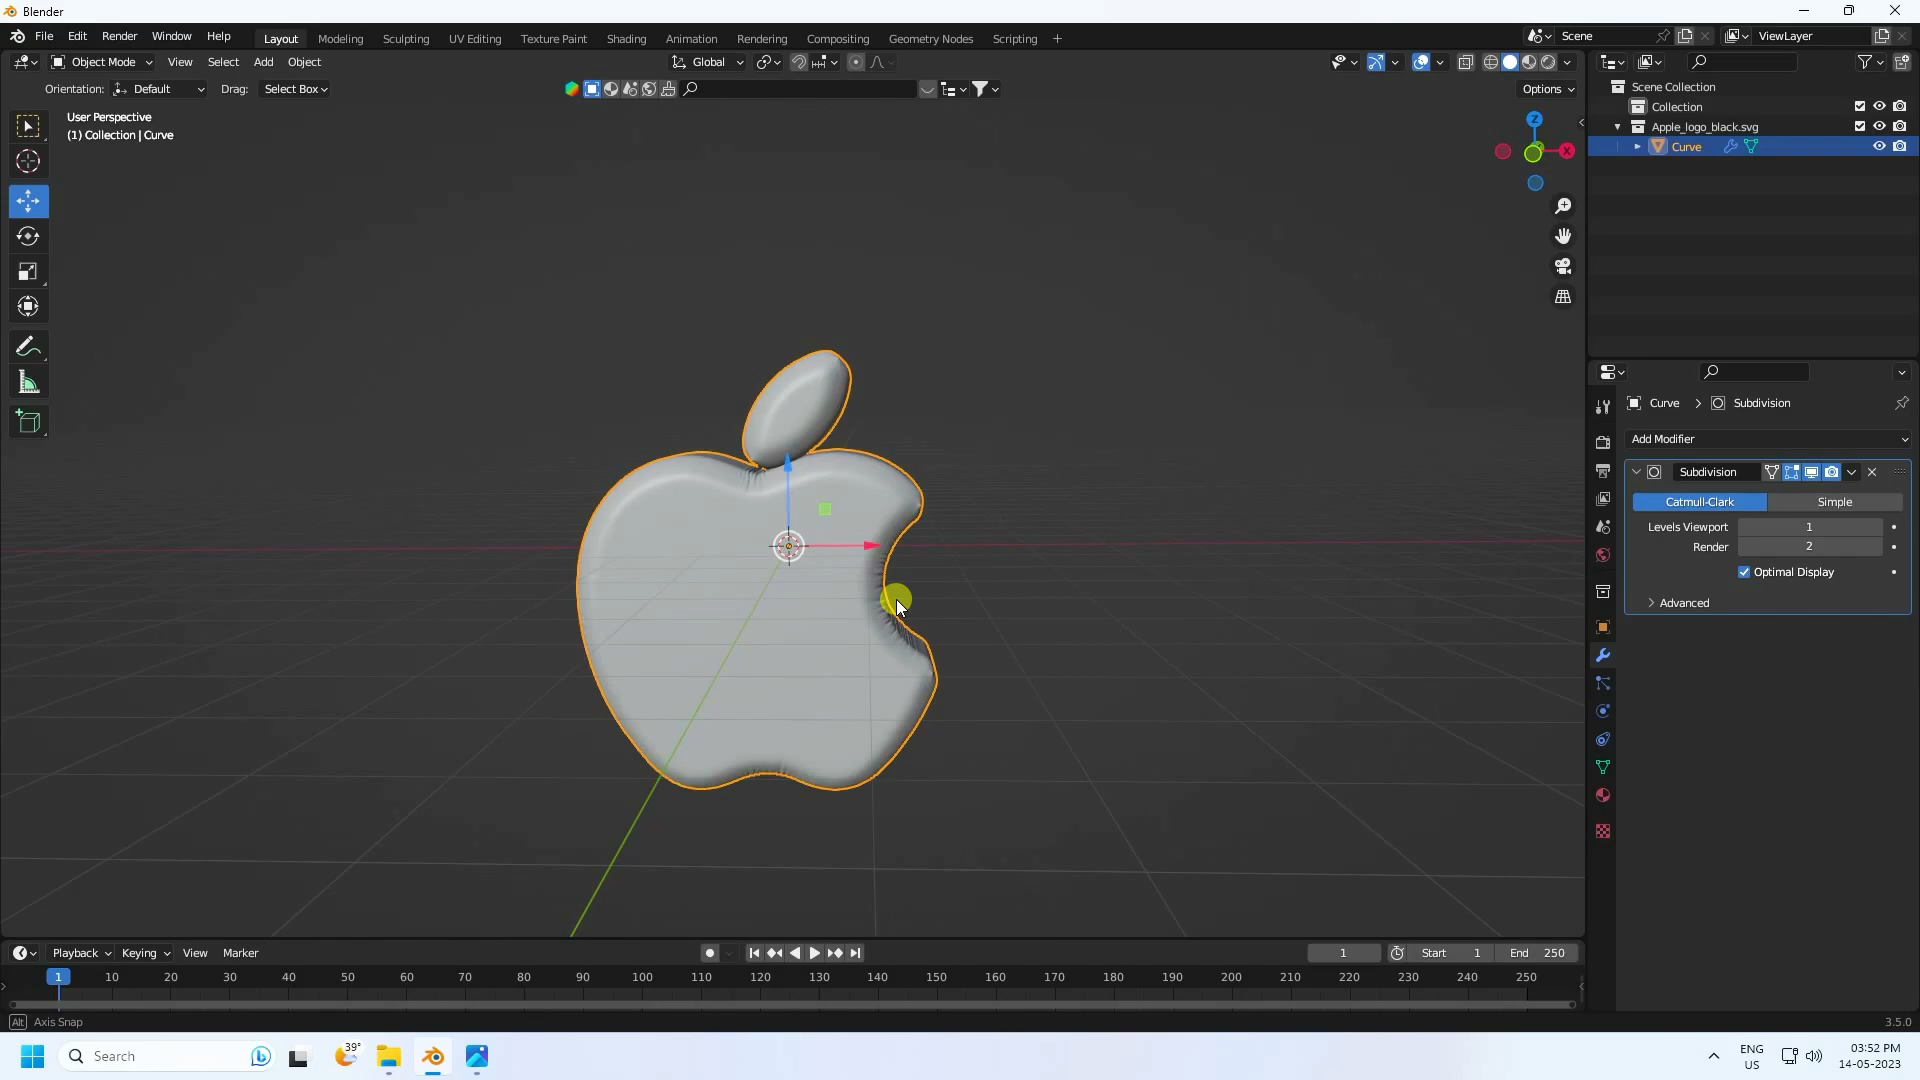 Blender
File Edit Render Window Help Layout Modeling Sculpting UV Editing Texture Paint Shading Animation Rendering Compositing Geometry Nodes Scripting + Scene ViewLayer
Object Mode View Select Add Object Global
Orientation: Default Drag: Select Box Options
User Perspective
(1) Collection | Curve
Z
X
Scene Collection
Collection
Apple_logo_black.svg
Curve
Curve > Subdivision
Add Modifier
Subdivision
Catmull-Clark Simple
Levels Viewport 1
Render 2
Optimal Display
> Advanced
Playback Keying View Marker 1 Start 1 End 250
1 10 20 30 40 50 60 70 80 90 100 110 120 130 140 150 160 170 180 190 200 210 220 230 240 250
Alt Axis Snap 3.5.0
Search 39° ENG US 03:52 PM
14-05-2023